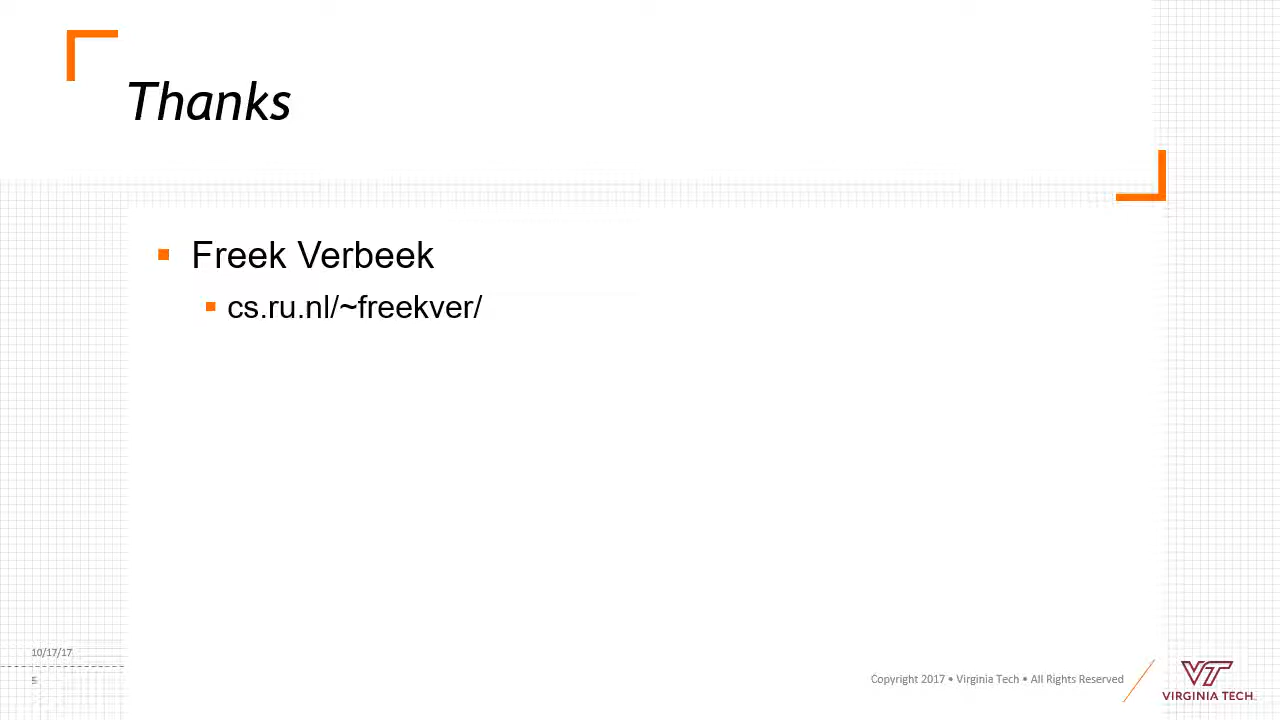 Thanks
Freek Verbeek
cs.ru.nl/~freekver/
10/17/17
5
Copyright 2017 • Virginia Tech • All Rights Reserved
VT
VIRGINIA TECH